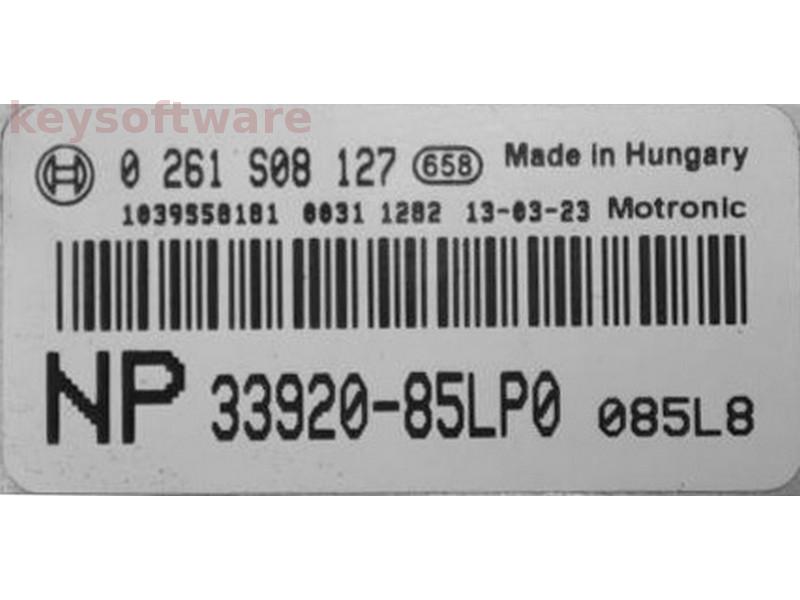 keysoftware
0 261 S08 127 658 Made in Hungary
1039S58181 0031 1282 13-03-23 Motronic
NP 33920-85LP0 085L8